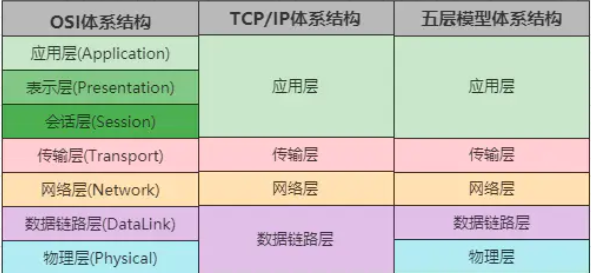 OSI体系结构 TCP/IP体系结构 五层模型体系结构
应用层(Application)
表示层(Presentation) 应用层 应用层
会话层(Session)
传输层(Transport) 传输层 传输层
网络层(Network) 网络层 网络层
数据链路层(DataLink) 数据链路层
数据链路层
物理层(Physical) 物理层